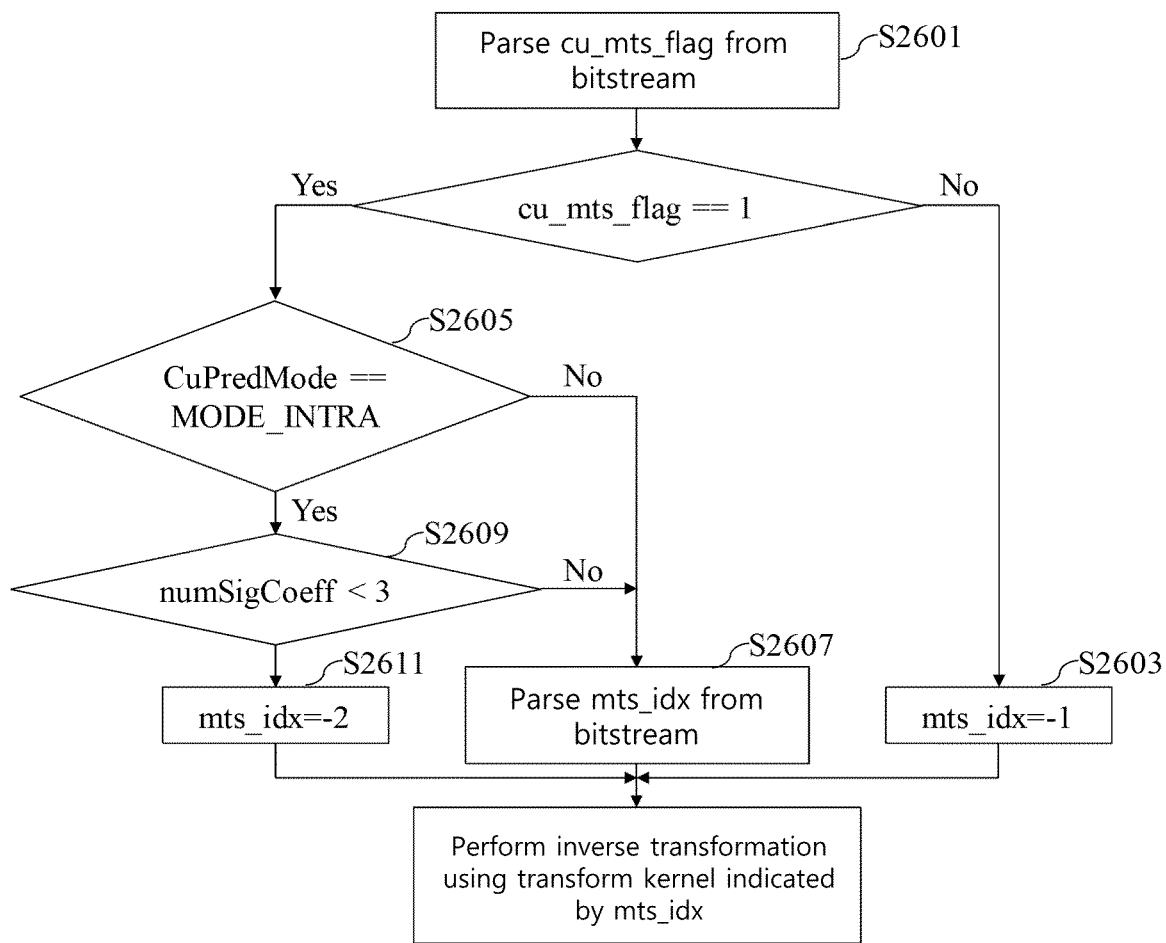 Parse cu_mts_flag from
bitstream
S2601
Yes
No
cu_mts_flag == 1
S2605
CuPredMode ==
MODE_INTRA
No
Yes
S2609
numSigCoeff < 3
No
S2611
mts_idx=-2
S2607
Parse mts_idx from
bitstream
S2603
mts_idx=-1
Perform inverse transformation
using transform kernel indicated
by mts_idx